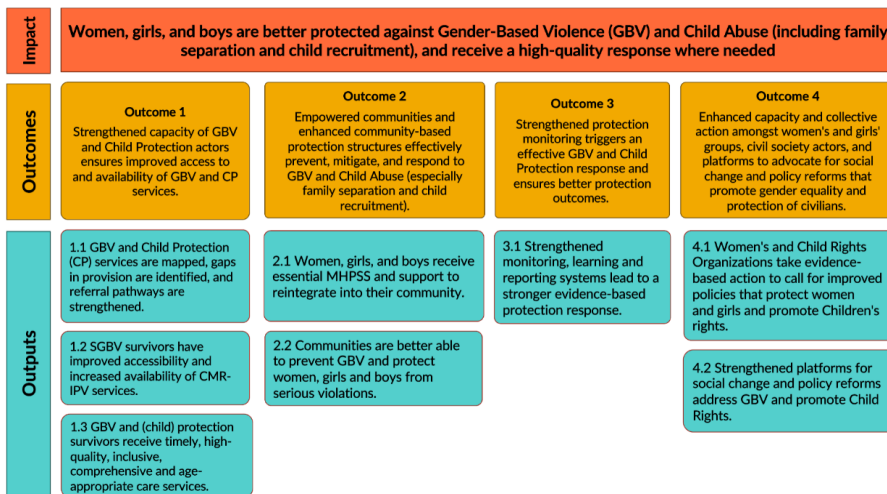 Impact
Women, girls, and boys are better protected against Gender-Based Violence (GBV) and Child Abuse (including family
separation and child recruitment), and receive a high-quality response where needed
Outcomes
Outcome 1
Strengthened capacity of GBV
and Child Protection actors
ensures improved access to
and availability of GBV and CP
services.
Outcome 2
Empowered communities and
enhanced community-based
protection structures effectively
prevent, mitigate, and respond to
GBV and Child Abuse (especially
family separation and child
recruitment).
Outcome 3
Strengthened protection
monitoring triggers an
effective GBV and Child
Protection response and
ensures better protection
outcomes.
Outcome 4
Enhanced capacity and collective
action amongst women's and girls'
groups, civil society actors, and
platforms to advocate for social
change and policy reforms that
promote gender equality and
protection of civilians.
Outputs
1.1 GBV and Child Protection
(CP) services are mapped, gaps
in provision are identified, and
referral pathways are
strengthened.
1.2 SGBV survivors have
improved accessibility and
increased availability of CMR-
IPV services.
1.3 GBV and (child) protection
survivors receive timely, high-
quality, inclusive,
comprehensive and age-
appropriate care services.
2.1 Women, girls, and boys receive
essential MHPSS and support to
reintegrate into their community.
2.2 Communities are better able
to prevent GBV and protect
women, girls and boys from
serious violations.
3.1 Strengthened
monitoring, learning and
reporting systems lead to a
stronger evidence-based
protection response.
4.1 Women's and Child Rights
Organizations take evidence-
based action to call for improved
policies that protect women
and girls and promote Children's
rights.
4.2 Strengthened platforms for
social change and policy reforms
address GBV and promote Child
Rights.